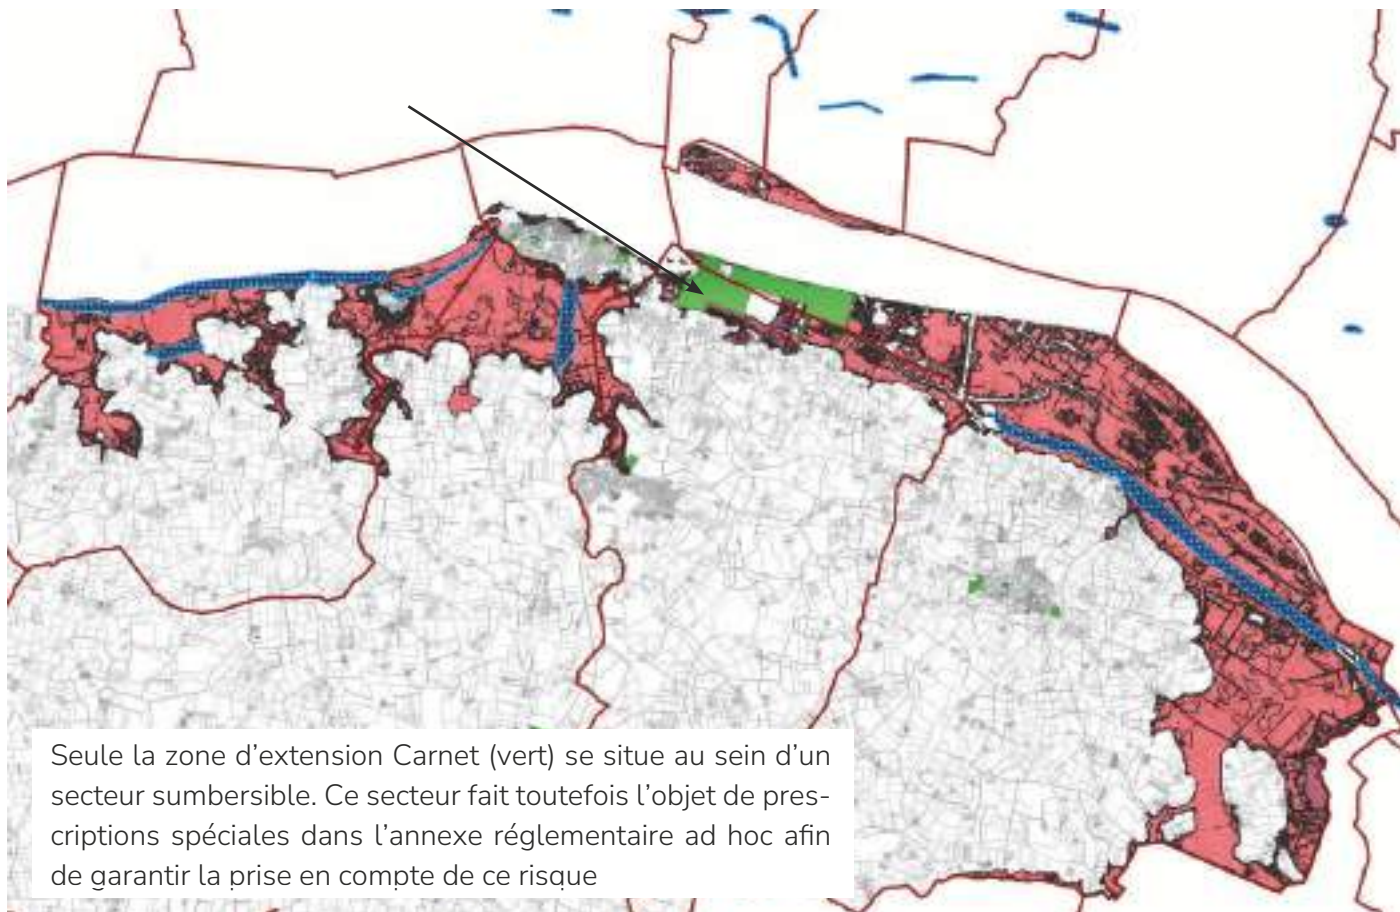 Seule la zone d’extension Carnet (vert) se situe au sein d’un
secteur sumbersible. Ce secteur fait toutefois l’objet de pres-
criptions spéciales dans l’annexe réglementaire ad hoc afin
de garantir la prise en compte de ce risque